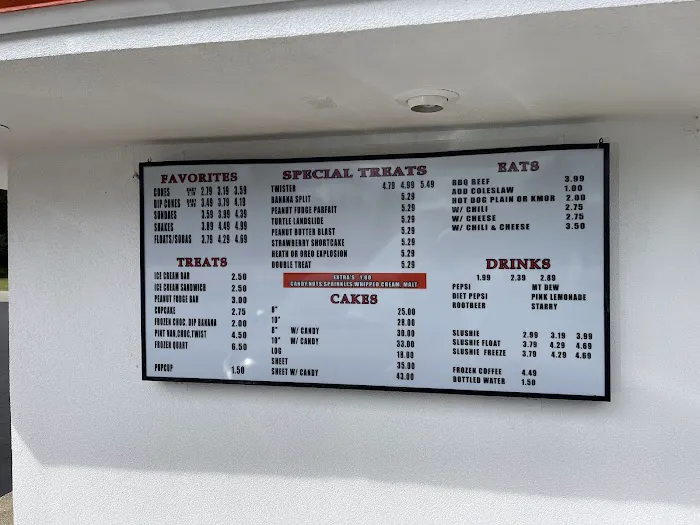 FAVORITES
CONES 2.79 3.19 3.59
DIP CONES 3.49 3.79 4.19
SUNDAES 3.59 3.99 4.39
SHAKES 3.89 4.49 4.99
FLOATS/SODAS 3.79 4.29 4.69
TREATS
ICE CREAM BAR 2.50
ICE CREAM SANDWICH 2.50
PEANUT FUDGE BAR 3.00
CUPCAKE 2.75
FROZEN CHOC. DIP BANANA 2.00
PINT VAN.CHOC.TWIST 4.50
FROZEN QUART 6.50
PUPCUP 1.50
SPECIAL TREATS
TWISTER 4.79 4.99 5.49
BANANA SPLIT 5.29
PEANUT FUDGE PARFAIT 5.29
TURTLE LANDSLIDE 5.29
PEANUT BUTTER BLAST 5.29
STRAWBERRY SHORTCAKE 5.29
HEATH OR OREO EXPLOSION 5.29
DOUBLE TREAT 5.29
EXTRA'S 1.00
CANDY, NUTS, SPRINKLES, WHIPPED CREAM, MALT
CAKES
8" 25.00
10" 28.00
8" W/ CANDY 30.00
10" W/ CANDY 33.00
LOG 18.00
SHEET 35.00
SHEET W/ CANDY 43.00
EATS
BBQ BEEF 3.99
ADD COLESLAW 1.00
HOT DOG PLAIN OR KMOR 2.00
W/ CHILI 2.75
W/ CHEESE 2.75
W/ CHILI & CHEESE 3.50
DRINKS
1.99 2.39 2.89
PEPSI MT DEW
DIET PEPSI PINK LEMONADE
ROOTBEER STARRY
SLUSHIE 2.99 3.19 3.99
SLUSHIE FLOAT 3.79 4.29 4.69
SLUSHIE FREEZE 3.79 4.29 4.69
FROZEN COFFEE 4.49
BOTTLED WATER 1.50